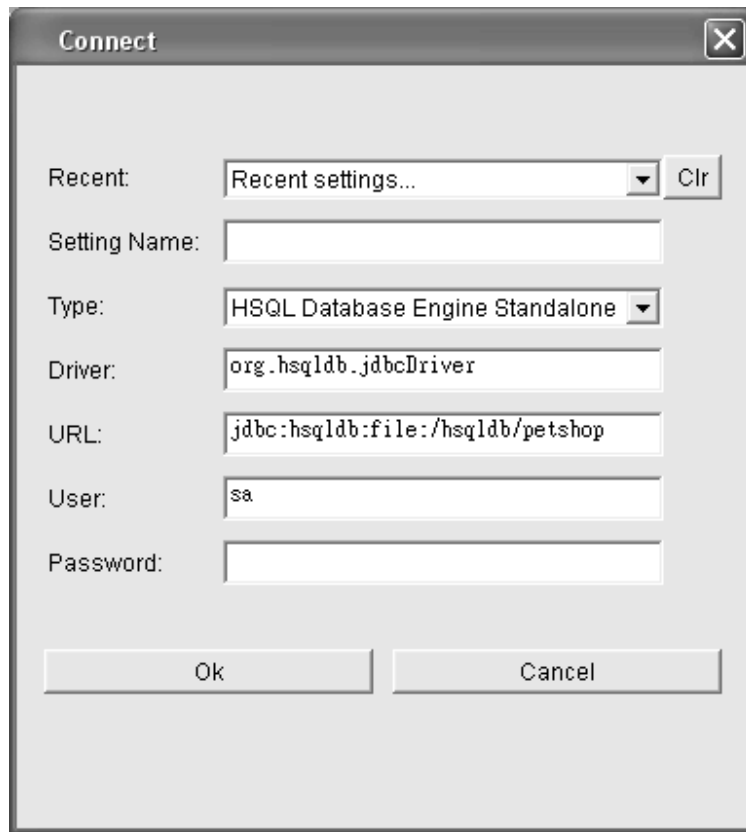 Connect
Recent: Recent settings... Clr
Setting Name:
Type: HSQL Database Engine Standalone
Driver: org.hsqldb.jdbcDriver
URL: jdbc:hsqldb:file:/hsqldb/petshop
User: sa
Password:
Ok Cancel